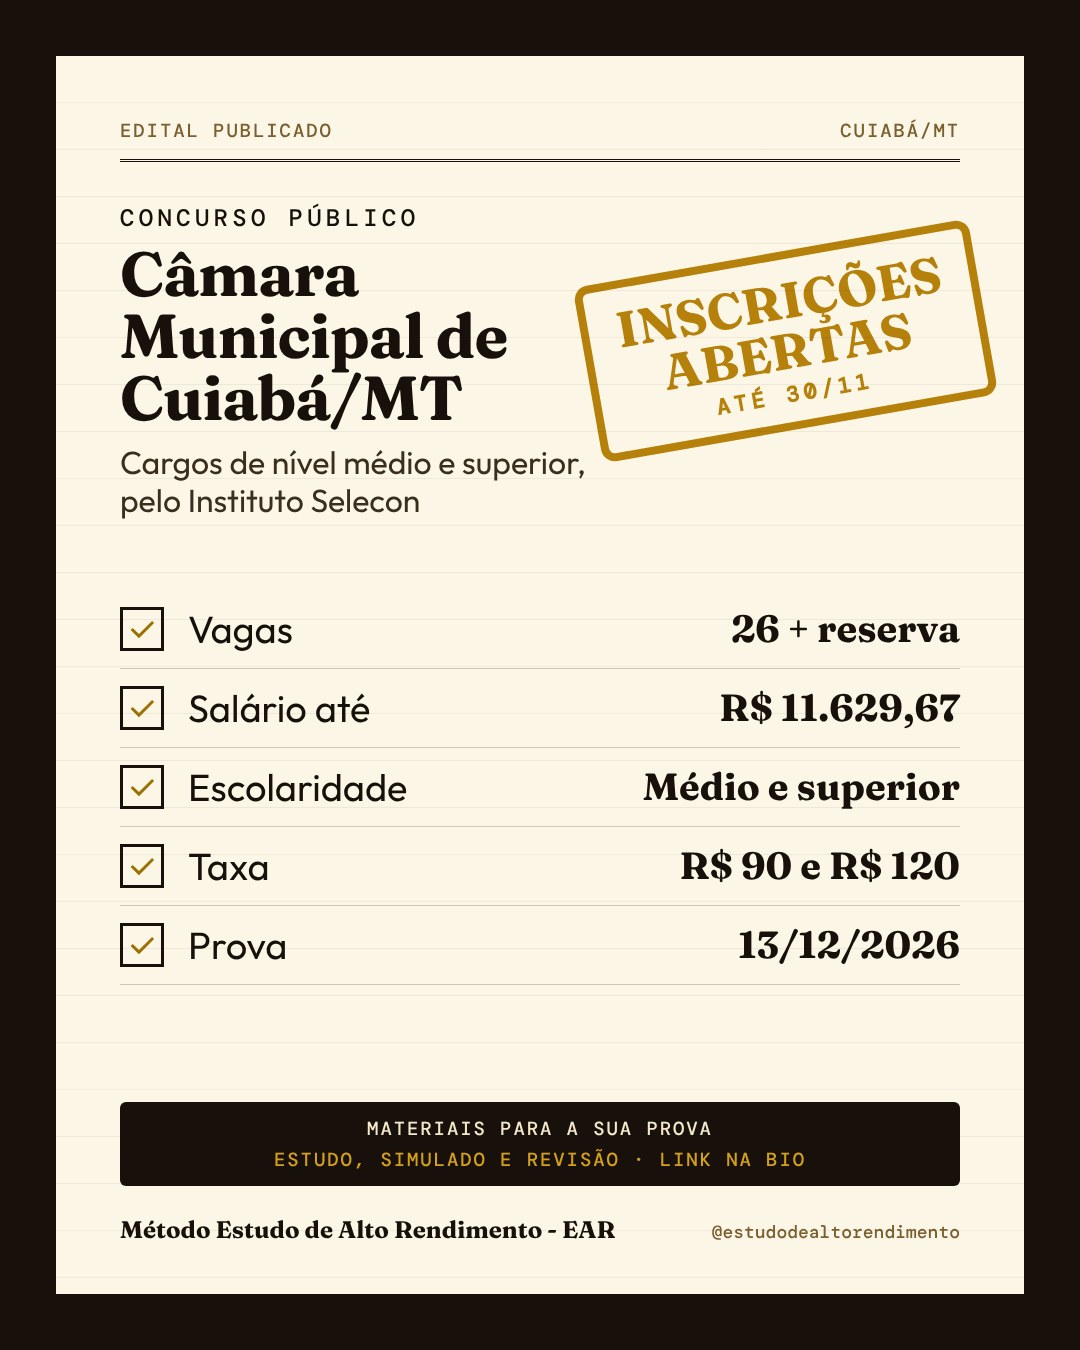 EDITAL PUBLICADO CUIABÁ/MT
CONCURSO PÚBLICO
Câmara
Municipal de
Cuiabá/MT
INSCRIÇÕES
ABERTAS
ATÉ 30/11
Cargos de nível médio e superior,
pelo Instituto Selecon
Vagas 26 + reserva
Salário até R$ 11.629,67
Escolaridade Médio e superior
Taxa R$ 90 e R$ 120
Prova 13/12/2026
MATERIAIS PARA A SUA PROVA
ESTUDO, SIMULADO E REVISÃO · LINK NA BIO
Método Estudo de Alto Rendimento - EAR @estudodealtorendimento